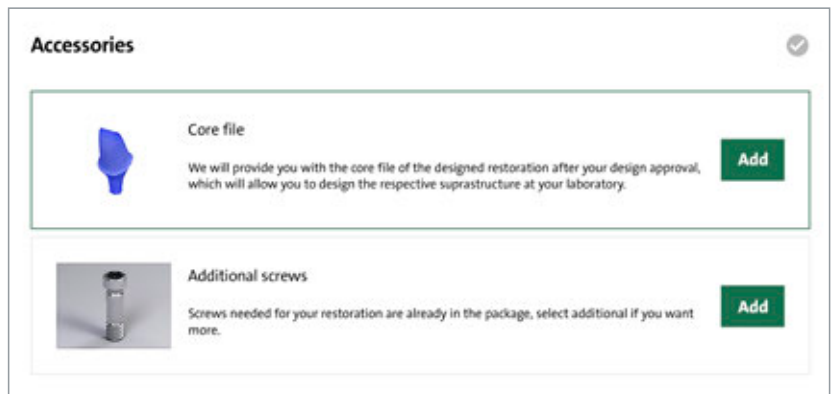 Accessories
Core file
We will provide you with the core file of the designed restoration after your design approval,
which will allow you to design the respective suprastructure at your laboratory.
Add
Additional screws
Screws needed for your restoration are already in the package, select additional if you want
more.
Add